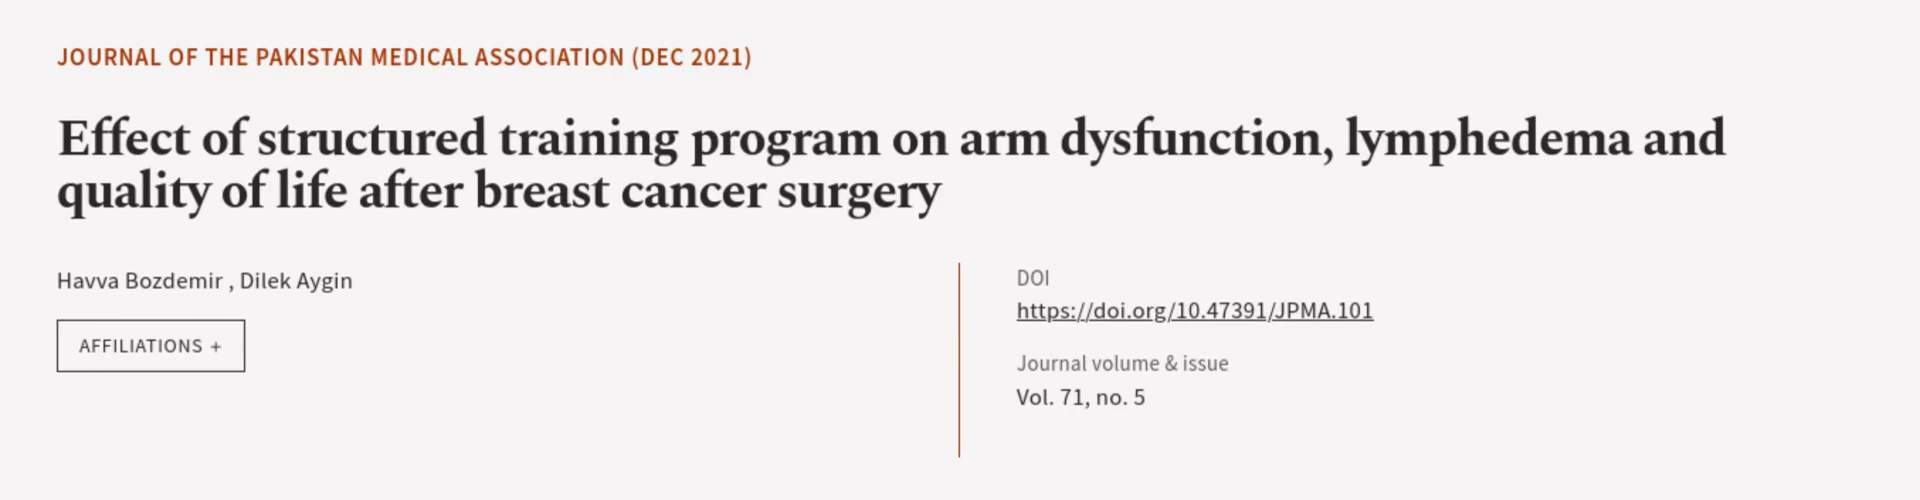 JOURNAL OF THE PAKISTAN MEDICAL ASSOCIATION (DEC 2021)
Effect of structured training program on arm dysfunction, lymphedema and
quality of life after breast cancer surgery
Havva Bozdemir , Dilek Aygin
AFFILIATIONS +
DOI
https://doi.org/10.47391/JPMA.101
Journal volume & issue
Vol. 71, no. 5